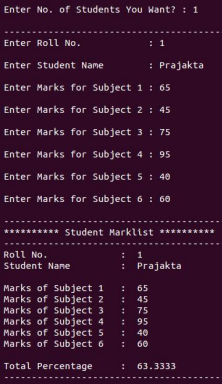 Enter No. of Students You Want? : 1
----------------------------------------
Enter Roll No.            : 1
Enter Student Name        : Prajakta
Enter Marks for Subject 1 : 65
Enter Marks for Subject 2 : 45
Enter Marks for Subject 3 : 75
Enter Marks for Subject 4 : 95
Enter Marks for Subject 5 : 40
Enter Marks for Subject 6 : 60
----------------------------------------
********** Student Marklist **********
----------------------------------------
Roll No.             :  1
Student Name         :  Prajakta
Marks of Subject 1   :  65
Marks of Subject 2   :  45
Marks of Subject 3   :  75
Marks of Subject 4   :  95
Marks of Subject 5   :  40
Marks of Subject 6   :  60
Total Percentage     :  63.3333
----------------------------------------